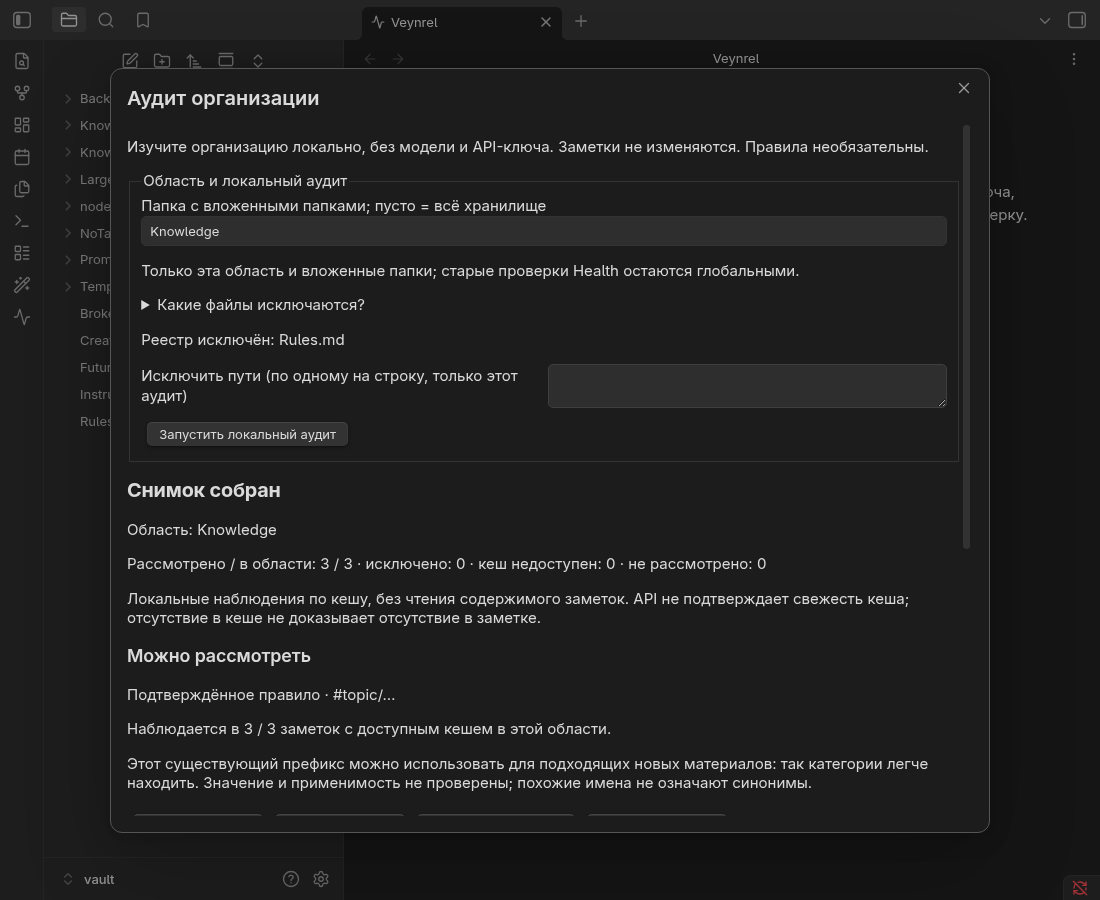 Veynrel
Veynrel
Back
Know
Know
Large
node
NoTa
Prom
Temp
Broke
Creat
Futur
Instru
Rules
Аудит организации
Изучите организацию локально, без модели и API-ключа. Заметки не изменяются. Правила необязательны.
Область и локальный аудит
Папка с вложенными папками; пусто = всё хранилище
Knowledge
Только эта область и вложенные папки; старые проверки Health остаются глобальными.
Какие файлы исключаются?
Реестр исключён: Rules.md
Исключить пути (по одному на строку, только этот
аудит)
Запустить локальный аудит
Снимок собран
Область: Knowledge
Рассмотрено / в области: 3 / 3 · исключено: 0 · кеш недоступен: 0 · не рассмотрено: 0
Локальные наблюдения по кешу, без чтения содержимого заметок. API не подтверждает свежесть кеша;
отсутствие в кеше не доказывает отсутствие в заметке.
Можно рассмотреть
Подтверждённое правило · #topic/…
Наблюдается в 3 / 3 заметок с доступным кешем в этой области.
Этот существующий префикс можно использовать для подходящих новых материалов: так категории легче
находить. Значение и применимость не проверены; похожие имена не означают синонимы.
юча,
ерку.
vault